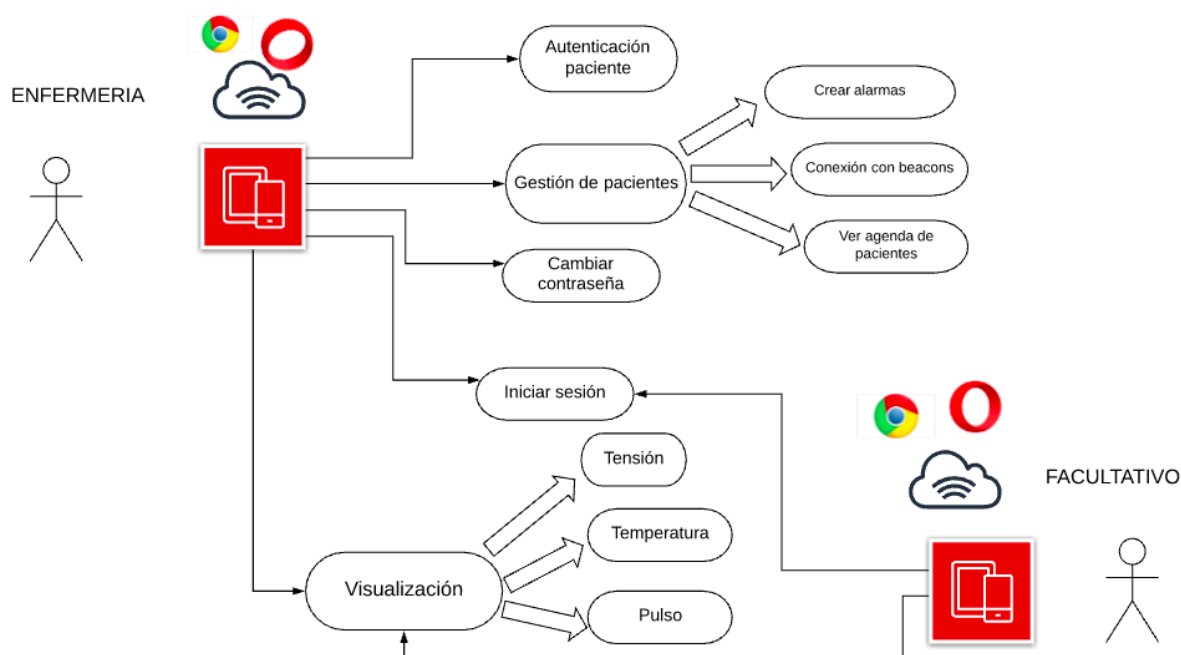 ENFERMERIA
Autenticación
paciente
Crear alarmas
Gestión de pacientes
Conexión con beacons
Ver agenda de
pacientes
Cambiar
contraseña
Iniciar sesión
Tensión
FACULTATIVO
Temperatura
Visualización
Pulso